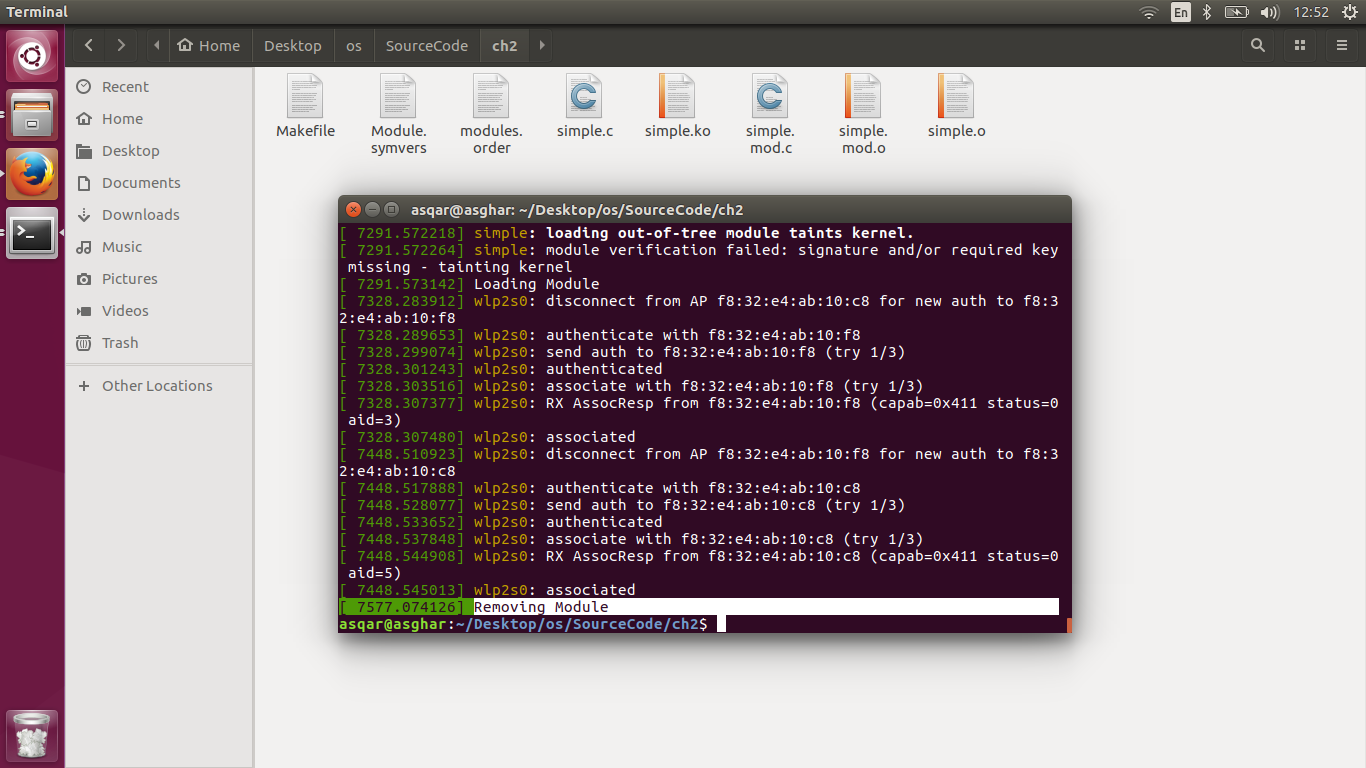 Terminal
En
12:52
Home
Desktop
os
SourceCode
ch2
Recent
Home
Desktop
Documents
Downloads
Music
Pictures
Videos
Trash
Other Locations
Makefile
Module.
symvers
modules.
order
simple.c
simple.ko
simple.
mod.c
simple.
mod.o
simple.o
asqar@asghar: ~/Desktop/os/SourceCode/ch2
[ 7291.572218] simple: loading out-of-tree module taints kernel.
[ 7291.572264] simple: module verification failed: signature and/or required key
missing - tainting kernel
[ 7291.573142] Loading Module
[ 7328.283912] wlp2s0: disconnect from AP f8:32:e4:ab:10:c8 for new auth to f8:3
2:e4:ab:10:f8
[ 7328.289653] wlp2s0: authenticate with f8:32:e4:ab:10:f8
[ 7328.299074] wlp2s0: send auth to f8:32:e4:ab:10:f8 (try 1/3)
[ 7328.301243] wlp2s0: authenticated
[ 7328.303516] wlp2s0: associate with f8:32:e4:ab:10:f8 (try 1/3)
[ 7328.307377] wlp2s0: RX AssocResp from f8:32:e4:ab:10:f8 (capab=0x411 status=0
aid=3)
[ 7328.307480] wlp2s0: associated
[ 7448.510923] wlp2s0: disconnect from AP f8:32:e4:ab:10:f8 for new auth to f8:3
2:e4:ab:10:c8
[ 7448.517888] wlp2s0: authenticate with f8:32:e4:ab:10:c8
[ 7448.528077] wlp2s0: send auth to f8:32:e4:ab:10:c8 (try 1/3)
[ 7448.533652] wlp2s0: authenticated
[ 7448.537848] wlp2s0: associate with f8:32:e4:ab:10:c8 (try 1/3)
[ 7448.544908] wlp2s0: RX AssocResp from f8:32:e4:ab:10:c8 (capab=0x411 status=0
aid=5)
[ 7448.545013] wlp2s0: associated
[ 7577.074126] Removing Module
asqar@asghar:~/Desktop/os/SourceCode/ch2$